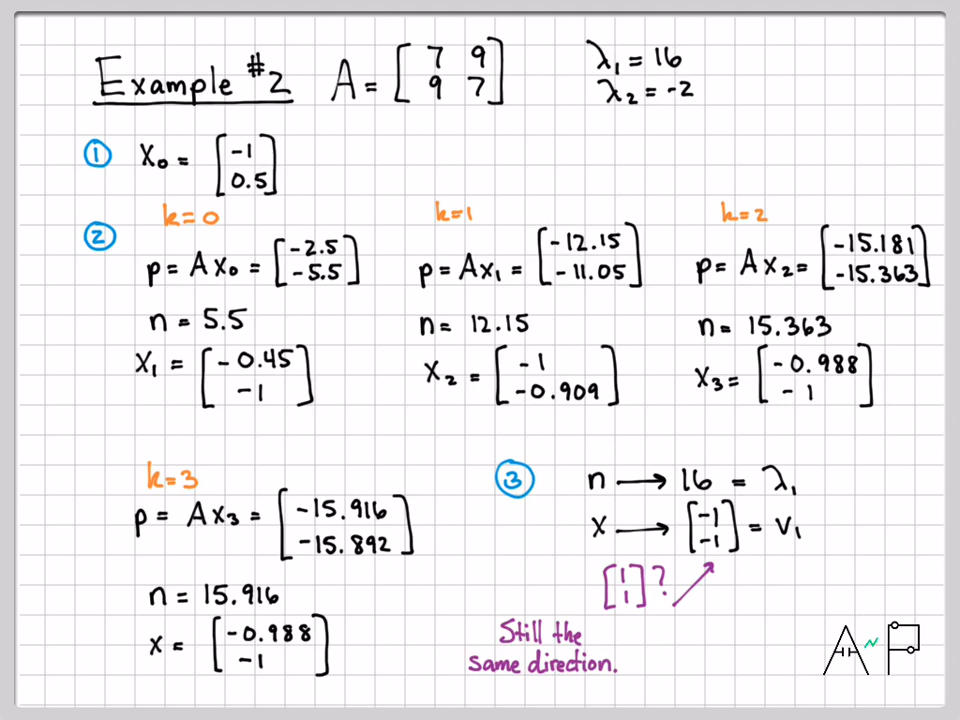 Example #2 A = [7 9; 9 7] λ₁ = 16
λ₂ = -2
① x₀ = [-1; 0.5]
②
k=0
p = Ax₀ = [-2.5; -5.5]
n = 5.5
x₁ = [-0.45; -1]
k=1
p = Ax₁ = [-12.15; -11.05]
n = 12.15
x₂ = [-1; -0.909]
k=2
p = Ax₂ = [-15.181; -15.363]
n = 15.363
x₃ = [-0.988; -1]
k=3
p = Ax₃ = [-15.916; -15.892]
n = 15.916
x = [-0.988; -1]
③ n → 16 = λ₁
x → [-1; -1] = v₁
[1; 1]?
Still the
same direction.
A~P